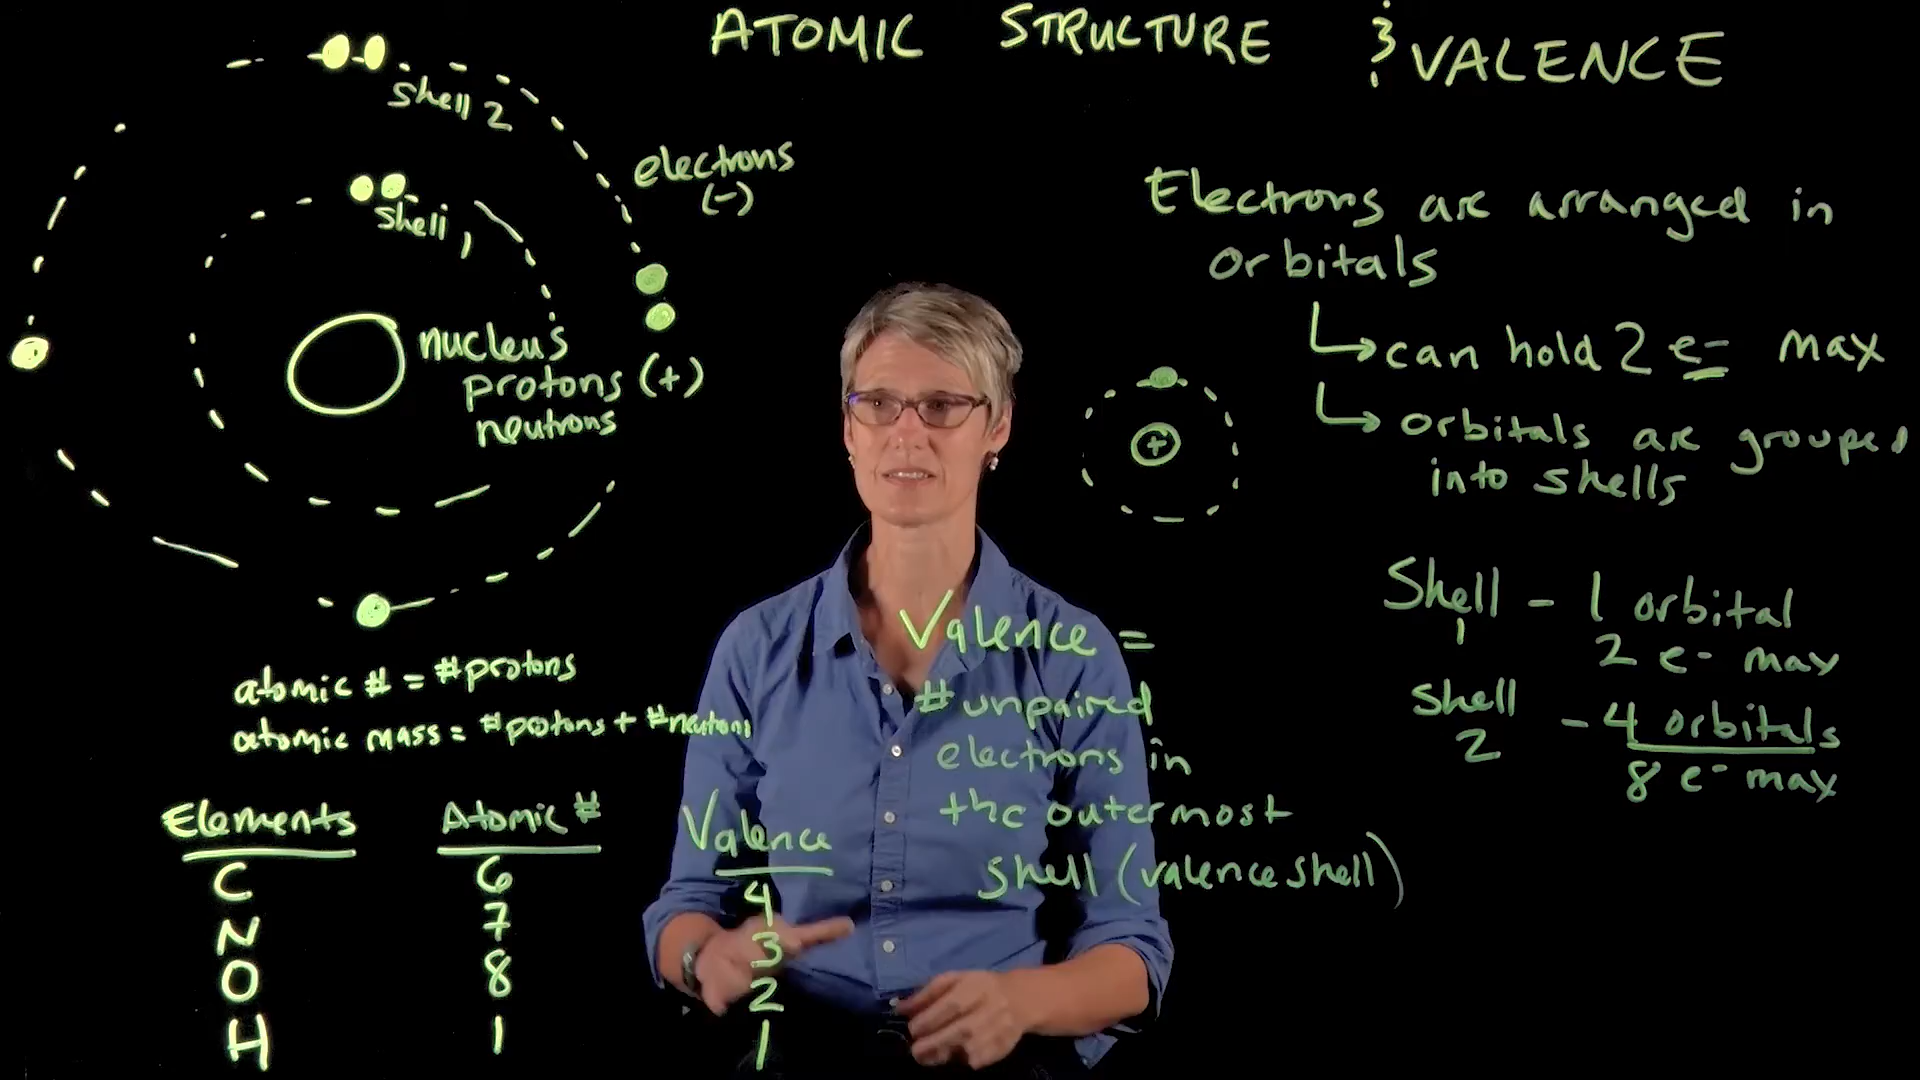 ATOMIC STRUCTURE & VALENCE
shell 2
electrons
(-)
shell 1
nucleus
protons (+)
neutrons
Electrons are arranged in
orbitals
can hold 2 e- max
orbitals are grouped
into shells
+
Shell 1 - 1 orbital
2 e- max
Shell 2 - 4 orbitals
8 e- max
Valence =
# unpaired
electrons in
the outermost
shell (valence shell)
atomic # = # protons
atomic mass = # protons + # neutrons
Elements Atomic # Valence
C 6 4
N 7 3
O 8 2
H 1 1